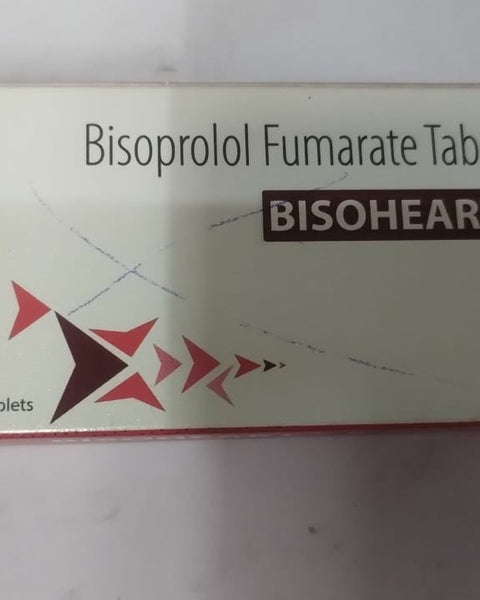 Bisoprolol Fumarate Tab
BISOHEAR
blets